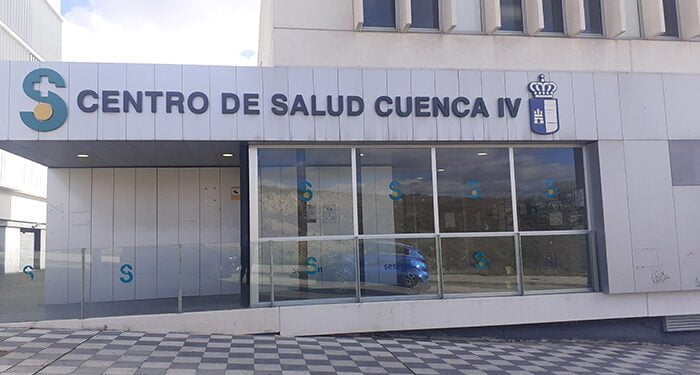 CENTRO DE SALUD CUENCA IV